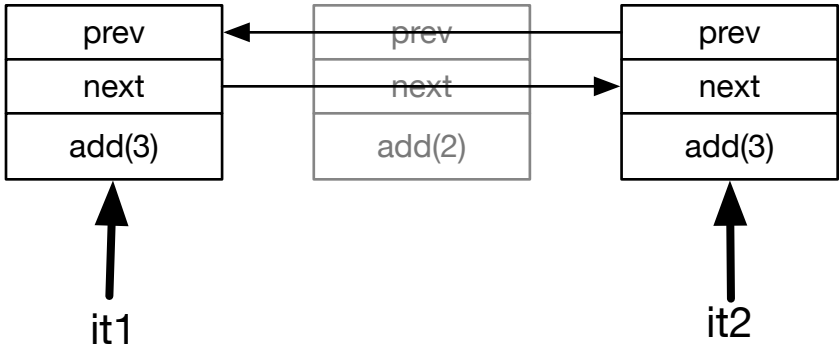 prev prev prev
next next next
add(3) add(2) add(3)
it1 it2